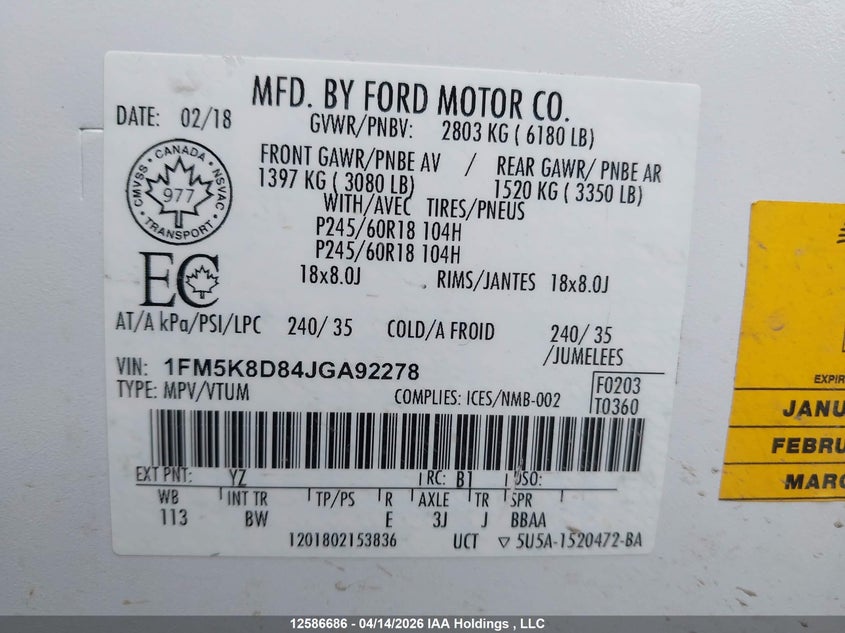 MFD. BY FORD MOTOR CO.
DATE: 02/18
GVWR/PNBV: 2803 KG ( 6180 LB)
FRONT GAWR/PNBE AV / REAR GAWR/ PNBE AR
1397 KG ( 3080 LB) 1520 KG ( 3350 LB)
WITH/AVEC TIRES/PNEUS
P245/60R18 104H
P245/60R18 104H
18x8.0J RIMS/JANTES 18x8.0J
CANADA
CMVSS NSVAC
977
TRANSPORT
EC
AT/A kPa/PSI/LPC 240/ 35 COLD/A FROID 240/ 35
/JUMELEES
VIN: 1FM5K8D84JGA92278
TYPE: MPV/VTUM COMPLIES: ICES/NMB-002
F0203
T0360
EXT PNT: YZ RC: B1 DSO:
WB INT TR TP/PS R AXLE TR SPR
113 BW E 3J J BBAA
1201802153836 UCT ▽ 5U5A-1520472-BA
EXPIR
JANU
FEBRU
MARC
12586686 - 04/14/2026 IAA Holdings , LLC